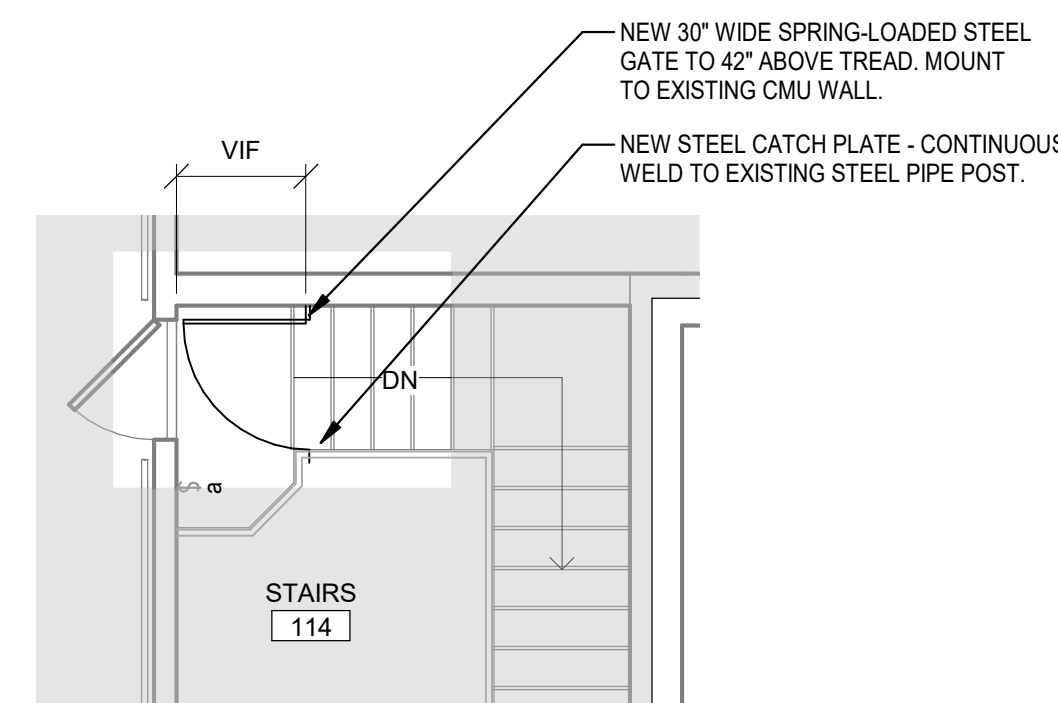 NEW 30" WIDE SPRING-LOADED STEEL
GATE TO 42" ABOVE TREAD. MOUNT
TO EXISTING CMU WALL.
NEW STEEL CATCH PLATE - CONTINUOUS
WELD TO EXISTING STEEL PIPE POST.
VIF
DN
$ a
STAIRS
114